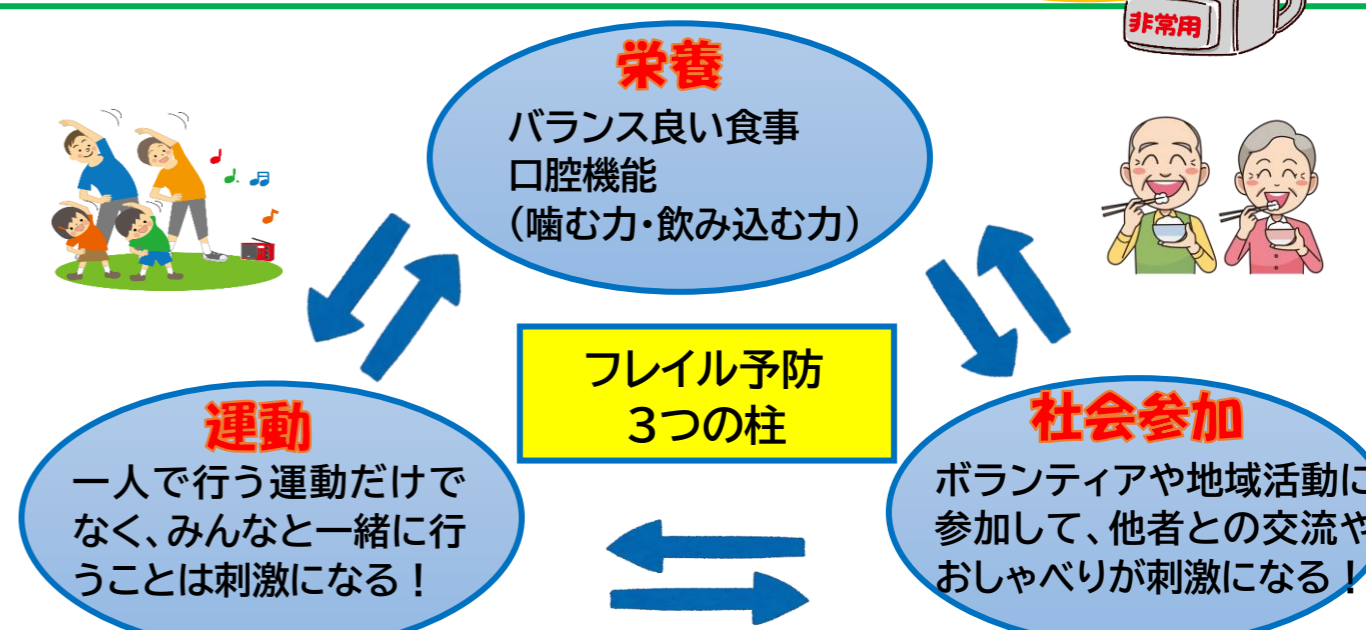 非常用
栄養
バランス良い食事
口腔機能
(噛む力・飲み込む力)
フレイル予防
3つの柱
運動
一人で行う運動だけで
なく、みんなと一緒に行
うことは刺激になる!
社会参加
ボランティアや地域活動に
参加して、他者との交流や
おしゃべりが刺激になる!